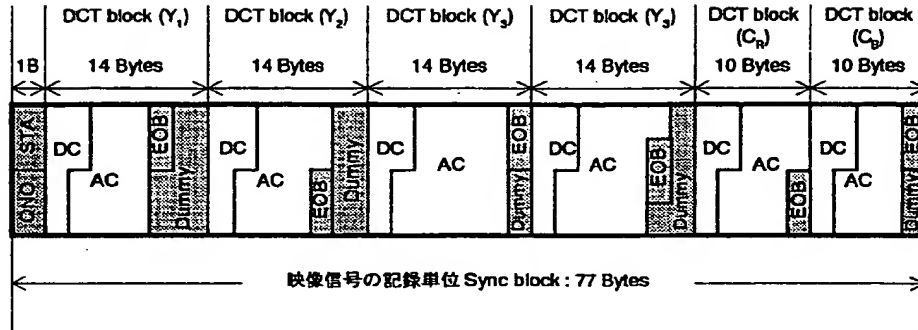 DCT block (Y1) DCT block (Y2) DCT block (Y3) DCT block (Y3) DCT block (CR) DCT block (CB)
1B 14 Bytes 14 Bytes 14 Bytes 14 Bytes 10 Bytes 10 Bytes
QNO STA DC AC EOB Dummy DC AC EOB Dummy DC AC EOB Dummy DC AC EOB Dummy DC AC EOB DC AC EOB Dummy
映像信号の記録単位 Sync block : 77 Bytes